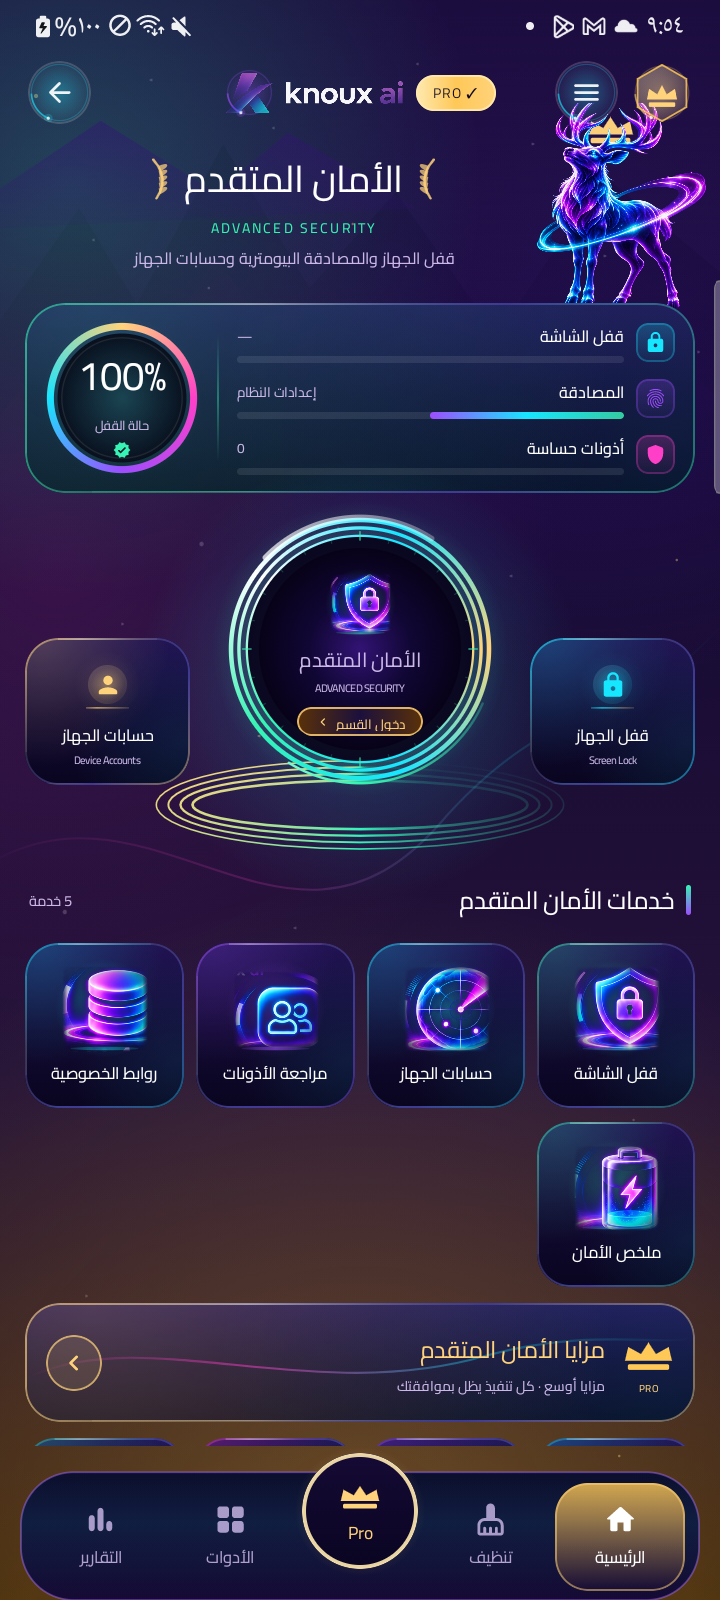 ٩:٥٤
%١٠٠
knoux ai
PRO ✓
الأمان المتقدم
ADVANCED SECURITY
قفل الجهاز والمصادقة البيومترية وحسابات الجهاز
قفل الشاشة
—
المصادقة
إعدادات النظام
أذونات حساسة
0
100%
حالة القفل
الأمان المتقدم
ADVANCED SECURITY
دخول القسم
قفل الجهاز
Screen Lock
حسابات الجهاز
Device Accounts
خدمات الأمان المتقدم
5 خدمة
قفل الشاشة
حسابات الجهاز
مراجعة الأذونات
روابط الخصوصية
ملخص الأمان
مزايا الأمان المتقدم
مزايا أوسع · كل تنفيذ يظل بموافقتك
PRO
الرئيسية
تنظيف
Pro
الأدوات
التقارير